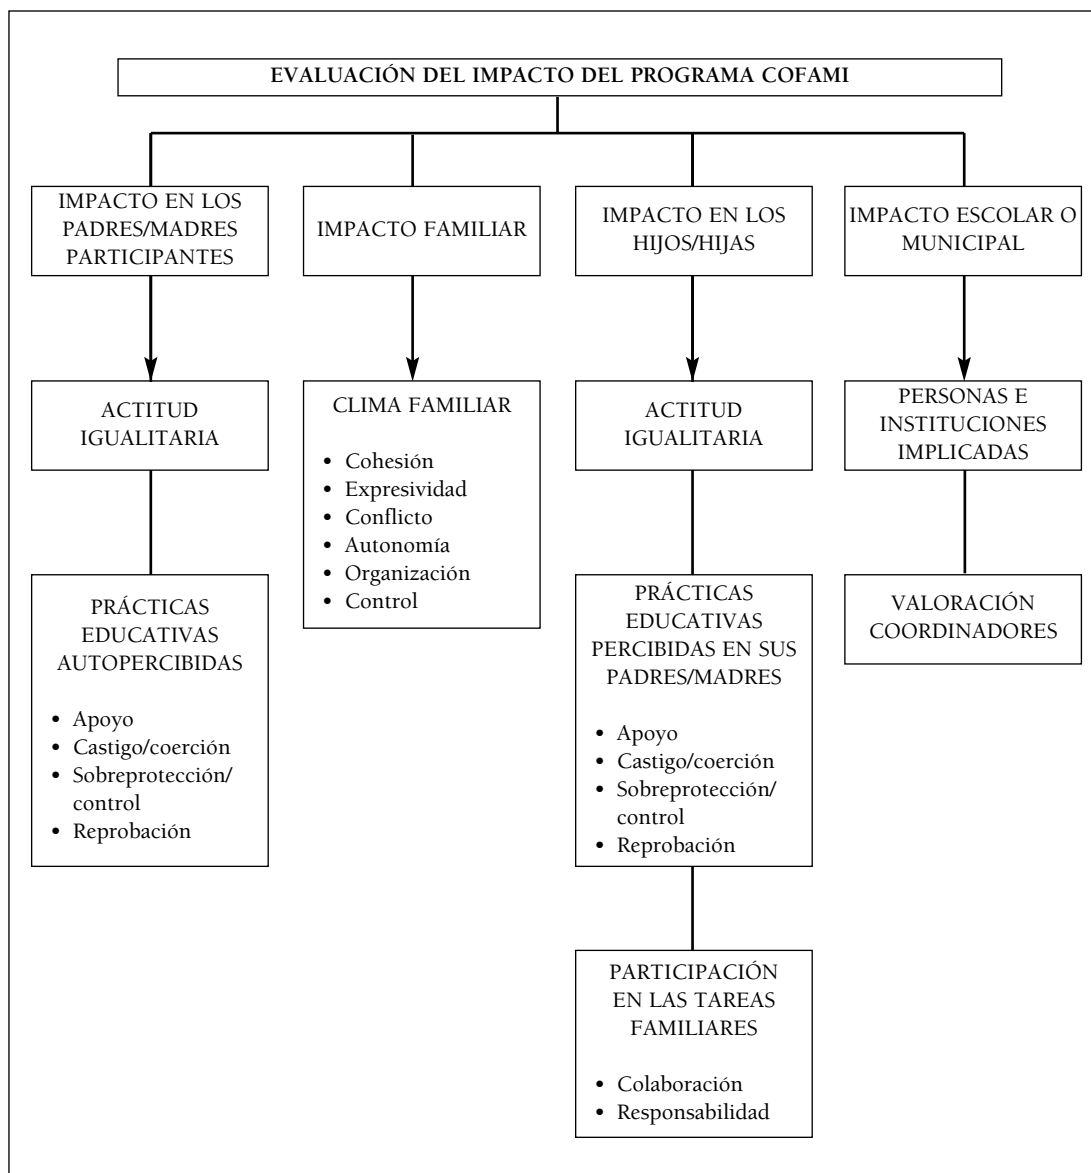 EVALUACIÓN DEL IMPACTO DEL PROGRAMA COFAMI
IMPACTO EN LOS
PADRES/MADRES
PARTICIPANTES
IMPACTO FAMILIAR
IMPACTO EN LOS
HIJOS/HIJAS
IMPACTO ESCOLAR O
MUNICIPAL
ACTITUD
IGUALITARIA
CLIMA FAMILIAR
• Cohesión
• Expresividad
• Conflicto
• Autonomía
• Organización
• Control
ACTITUD
IGUALITARIA
PERSONAS E
INSTITUCIONES
IMPLICADAS
PRÁCTICAS
EDUCATIVAS
AUTOPERCIBIDAS
• Apoyo
• Castigo/coerción
• Sobreprotección/
control
• Reprobación
PRÁCTICAS
EDUCATIVAS
PERCIBIDAS EN SUS
PADRES/MADRES
• Apoyo
• Castigo/coerción
• Sobreprotección/
control
• Reprobación
VALORACIÓN
COORDINADORES
PARTICIPACIÓN
EN LAS TAREAS
FAMILIARES
• Colaboración
• Responsabilidad